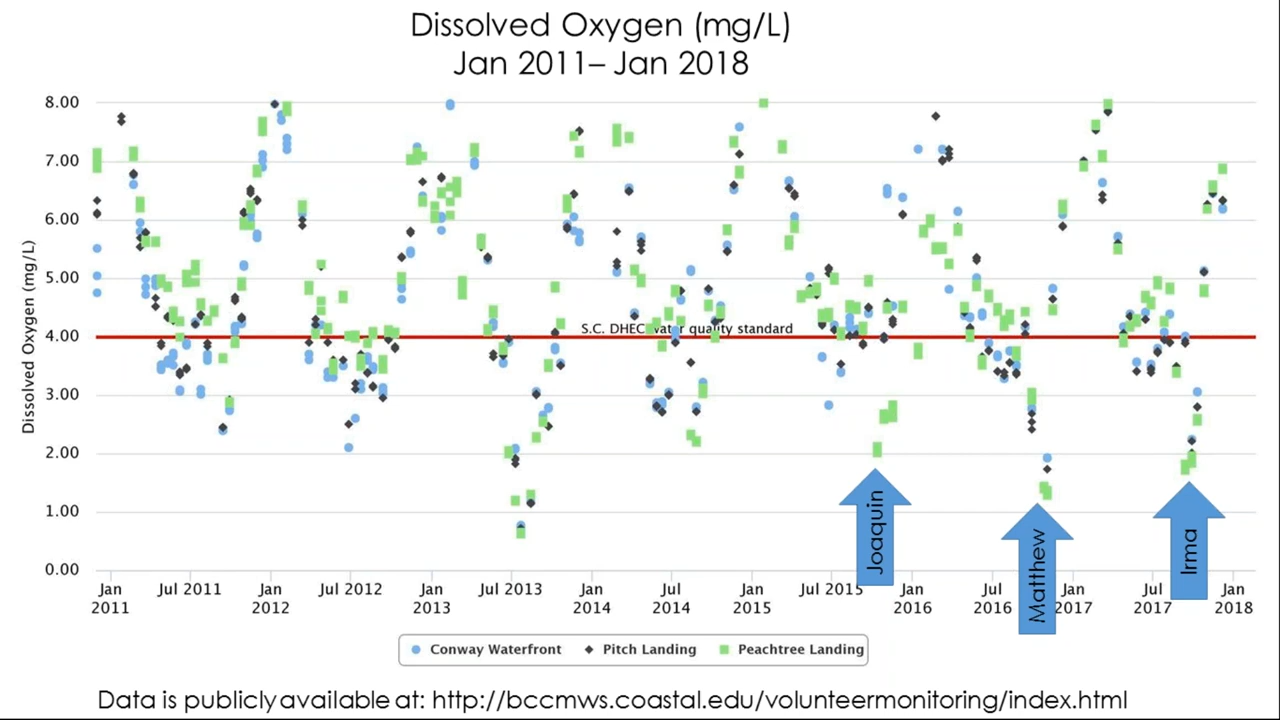 Dissolved Oxygen (mg/L)
Jan 2011– Jan 2018
Dissolved Oxygen (mg/L)
8.00
7.00
6.00
5.00
4.00
3.00
2.00
1.00
0.00
S.C. DHEC water quality standard
Joaquin
Matthew
Irma
Jan 2011
Jul 2011
Jan 2012
Jul 2012
Jan 2013
Jul 2013
Jan 2014
Jul 2014
Jan 2015
Jul 2015
Jan 2016
Jul 2016
Jan 2017
Jul 2017
Jan 2018
Conway Waterfront Pitch Landing Peachtree Landing
Data is publicly available at: http://bccmws.coastal.edu/volunteermonitoring/index.html